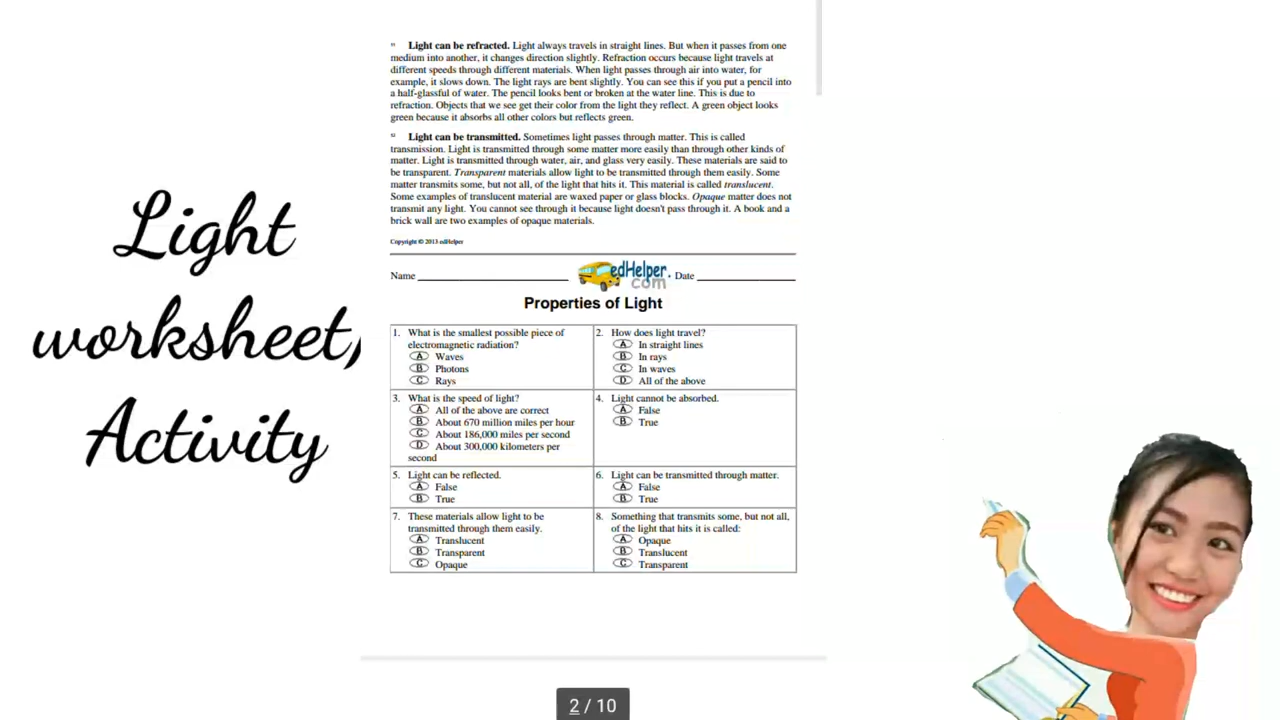 Light
worksheet,
Activity
Light can be refracted. Light always travels in straight lines. But when it passes from one
medium into another, it changes direction slightly. Refraction occurs because light travels at
different speeds through different materials. When light passes through air into water, for
example, it slows down. The light rays are bent slightly. You can see this if you put a pencil into
a half-glassful of water. The pencil looks bent or broken at the water line. This is due to
refraction. Objects that we see get their color from the light they reflect. A green object looks
green because it absorbs all other colors but reflects green.
Light can be transmitted. Sometimes light passes through matter. This is called
transmission. Light is transmitted through some matter more easily than through other kinds of
matter. Light is transmitted through water, air, and glass very easily. These materials are said to
be transparent. Transparent materials allow light to be transmitted through them easily. Some
matter transmits some, but not all, of the light that hits it. This material is called translucent.
Some examples of translucent material are waxed paper or glass blocks. Opaque matter does not
transmit any light. You cannot see through it because light doesn't pass through it. A book and a
brick wall are two examples of opaque materials.
Copyright © 2013 edHelper
Name edHelper.com Date
Properties of Light
1. What is the smallest possible piece of
electromagnetic radiation?
A Waves
B Photons
C Rays
2. How does light travel?
A In straight lines
B In rays
C In waves
D All of the above
3. What is the speed of light?
A All of the above are correct
B About 670 million miles per hour
C About 186,000 miles per second
D About 300,000 kilometers per
second
4. Light cannot be absorbed.
A False
B True
5. Light can be reflected.
A False
B True
6. Light can be transmitted through matter.
A False
B True
7. These materials allow light to be
transmitted through them easily.
A Translucent
B Transparent
C Opaque
8. Something that transmits some, but not all,
of the light that hits it is called:
A Opaque
B Translucent
C Transparent
2 / 10